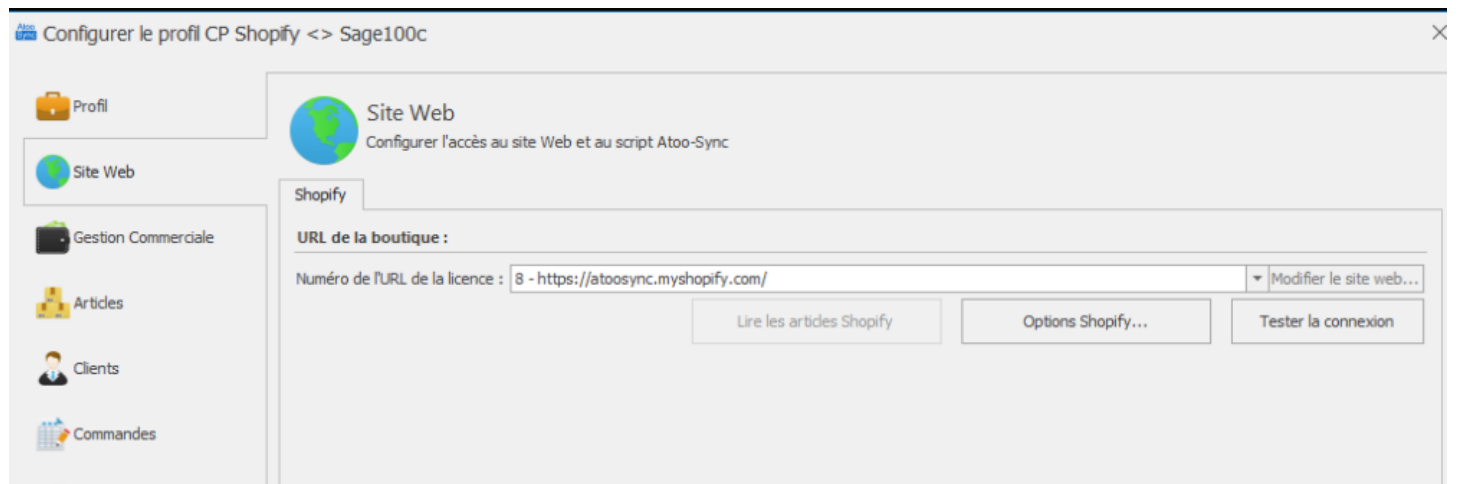 Atoo
Sync
Configurer le profil CP Shopify <> Sage100c
Profil
Site Web
Gestion Commerciale
Articles
Clients
Commandes
Site Web
Configurer l'accès au site Web et au script Atoo-Sync
Shopify
URL de la boutique :
Numéro de l'URL de la licence : 8 - https://atoosync.myshopify.com/ Modifier le site web...
Lire les articles Shopify Options Shopify... Tester la connexion